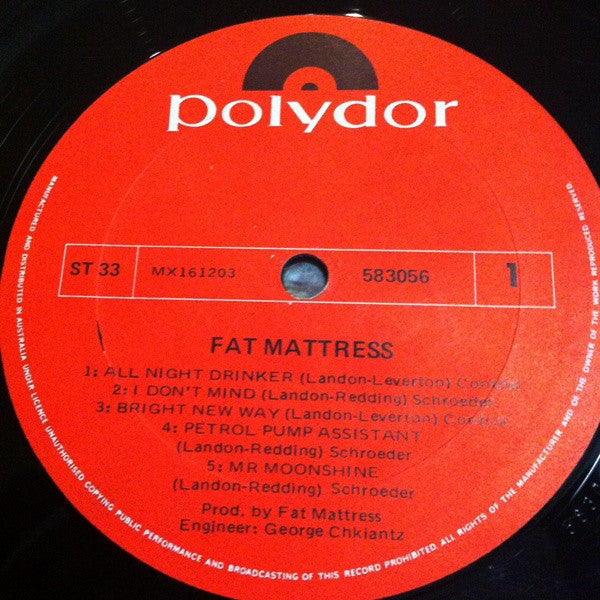 polydor
ST 33 MX161203 583056 1
FAT MATTRESS
1: ALL NIGHT DRINKER (Landon-Leverton)
2: I DON'T MIND (Landon-Redding) Schroeder
3: BRIGHT NEW WAY (Landon-Leverton)
4: PETROL PUMP ASSISTANT
(Landon-Redding) Schroeder
5: MR MOONSHINE
(Landon-Redding) Schroeder
Prod. by Fat Mattress
Engineer: George Chkiantz
MANUFACTURED AND DISTRIBUTED IN AUSTRALIA UNDER LICENCE UNAUTHORISED COPYING PUBLIC PERFORMANCE AND BROADCASTING OF THIS RECORD PROHIBITED. ALL RIGHTS OF THE MANUFACTURER AND OF THE OWNER OF THE WORK REPRODUCED RESERVED.